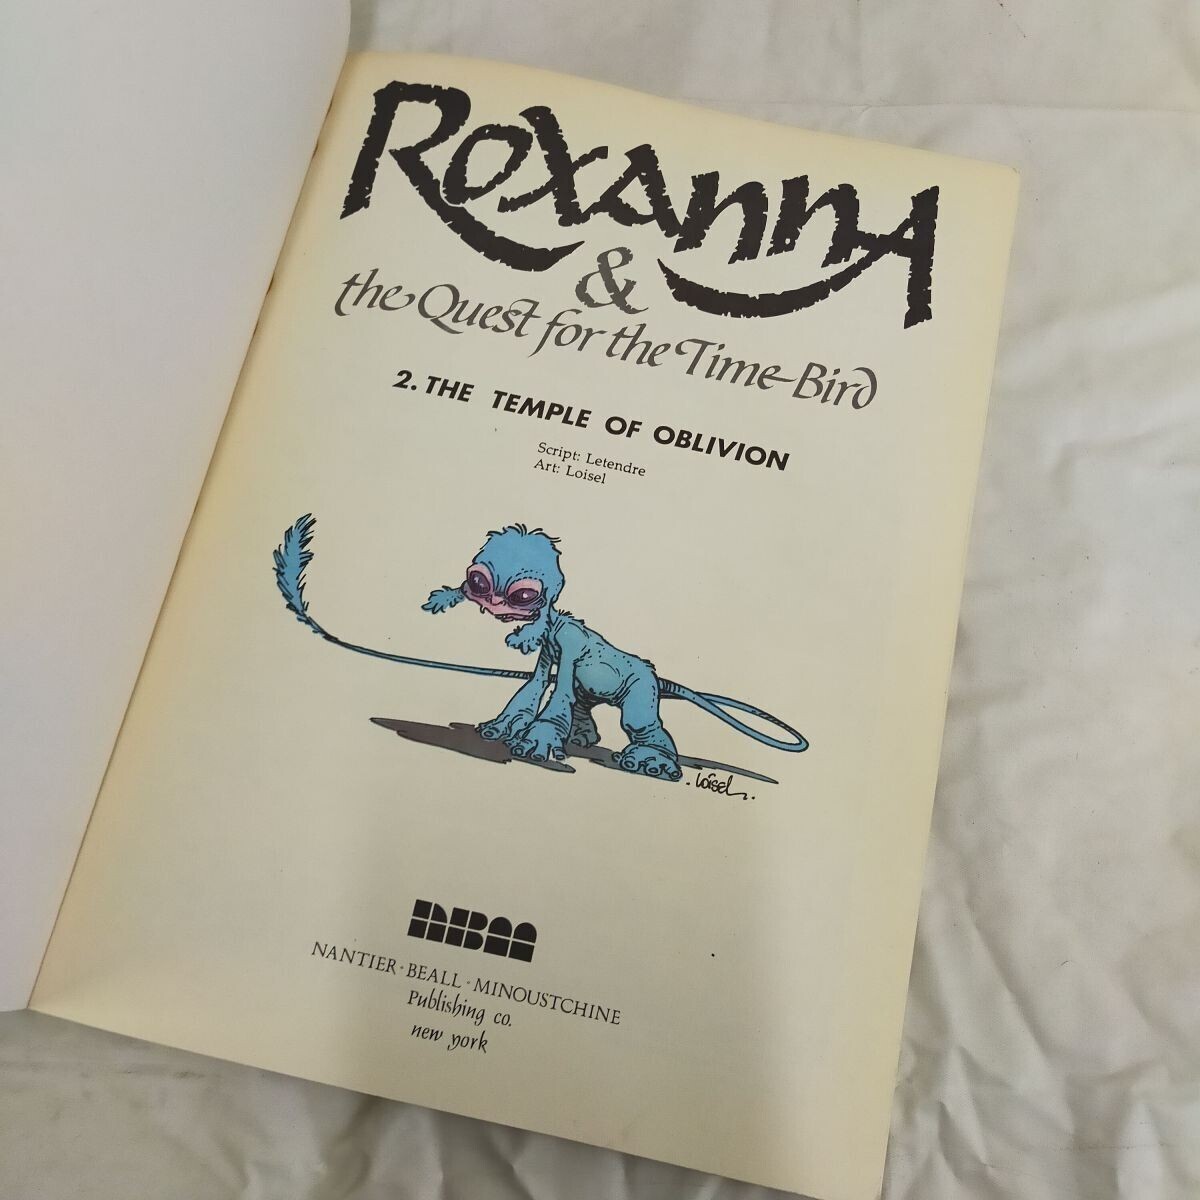 Roxanna
&
the Quest for the Time-Bird
2. THE TEMPLE OF OBLIVION
Script: Letendre
Art: Loisel
. Loisel . .
NBM
NANTIER · BEALL · MINOUSTCHINE
Publishing co.
new york